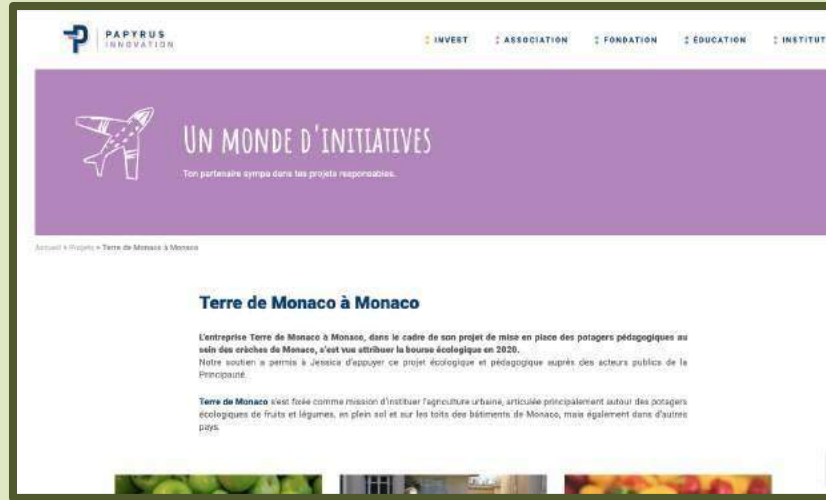 PAPYRUS
INNOVATION
INVERT
ASSOCIATION
FONDATION
ÉDUCATION
INSTITUT
UN MONDE D'INITIATIVES
Ton partenaire sympa dans tes projets responsables.
Accueil » Projets » Terre de Monaco à Monaco
Terre de Monaco à Monaco
L'entreprise Terre de Monaco à Monaco, dans le cadre de son projet de mise en place des potagers pédagogiques au
sein des crèches de Monaco, s'est vue attribuer la bourse écologique en 2020.
Notre soutien a permis à Jessica d'appuyer ce projet écologique et pédagogique auprès des acteurs publics de la
Principauté.
Terre de Monaco s'est fixée comme mission d'instituer l'agriculture urbaine, articulée principalement autour des potagers
écologiques de fruits et légumes, en plein sol et sur les toits des bâtiments de Monaco, mais également dans d'autres
pays.